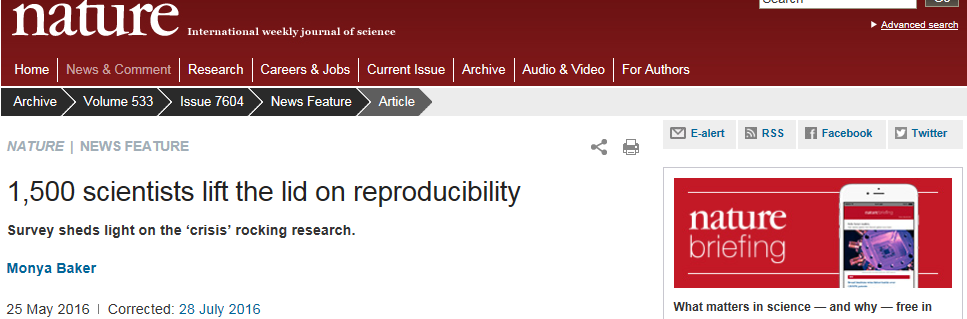 nature International weekly journal of science
Search Go
Advanced search
Home News & Comment Research Careers & Jobs Current Issue Archive Audio & Video For Authors
Archive Volume 533 Issue 7604 News Feature Article
E-alert RSS Facebook Twitter
NATURE | NEWS FEATURE
1,500 scientists lift the lid on reproducibility
Survey sheds light on the ‘crisis’ rocking research.
Monya Baker
25 May 2016 | Corrected: 28 July 2016
nature
briefing
What matters in science — and why — free in